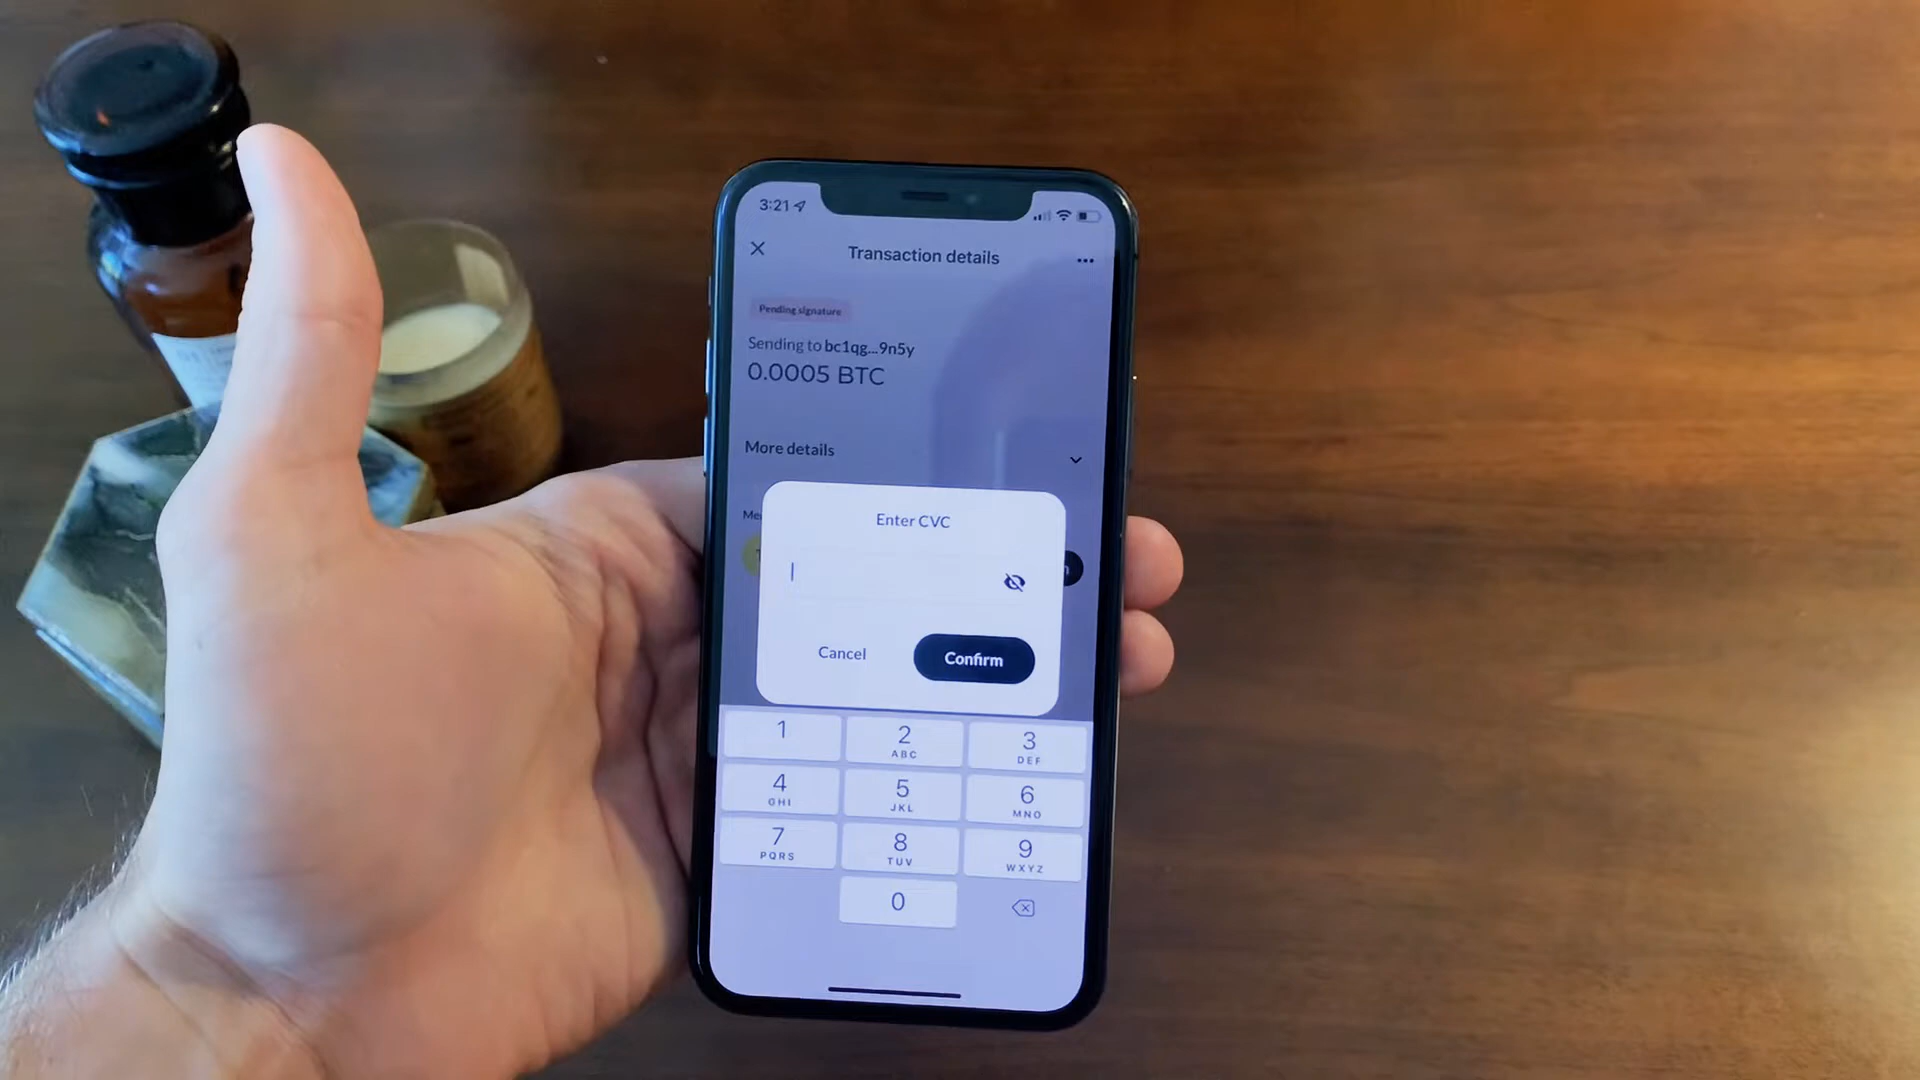 3:21
Transaction details
Pending signature
Sending to bc1qg...9n5y
0.0005 BTC
More details
Enter CVC
Cancel
Confirm
1
2
ABC
3
DEF
4
GHI
5
JKL
6
MNO
7
PQRS
8
TUV
9
WXYZ
0